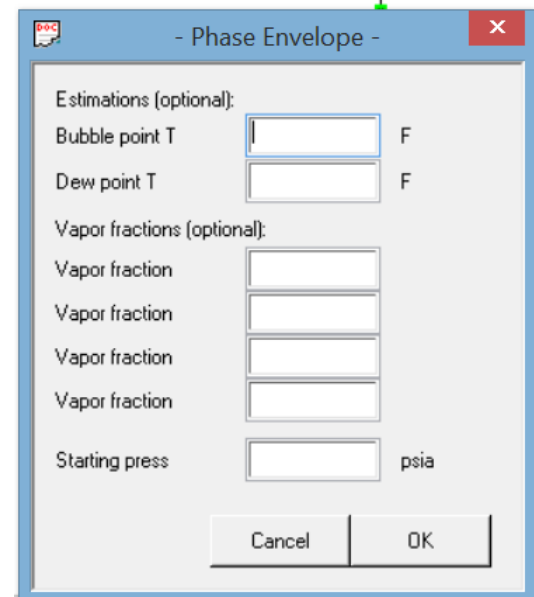 DOC
- Phase Envelope -
Estimations (optional):
Bubble point T F
Dew point T F
Vapor fractions (optional):
Vapor fraction
Vapor fraction
Vapor fraction
Vapor fraction
Starting press psia
Cancel OK